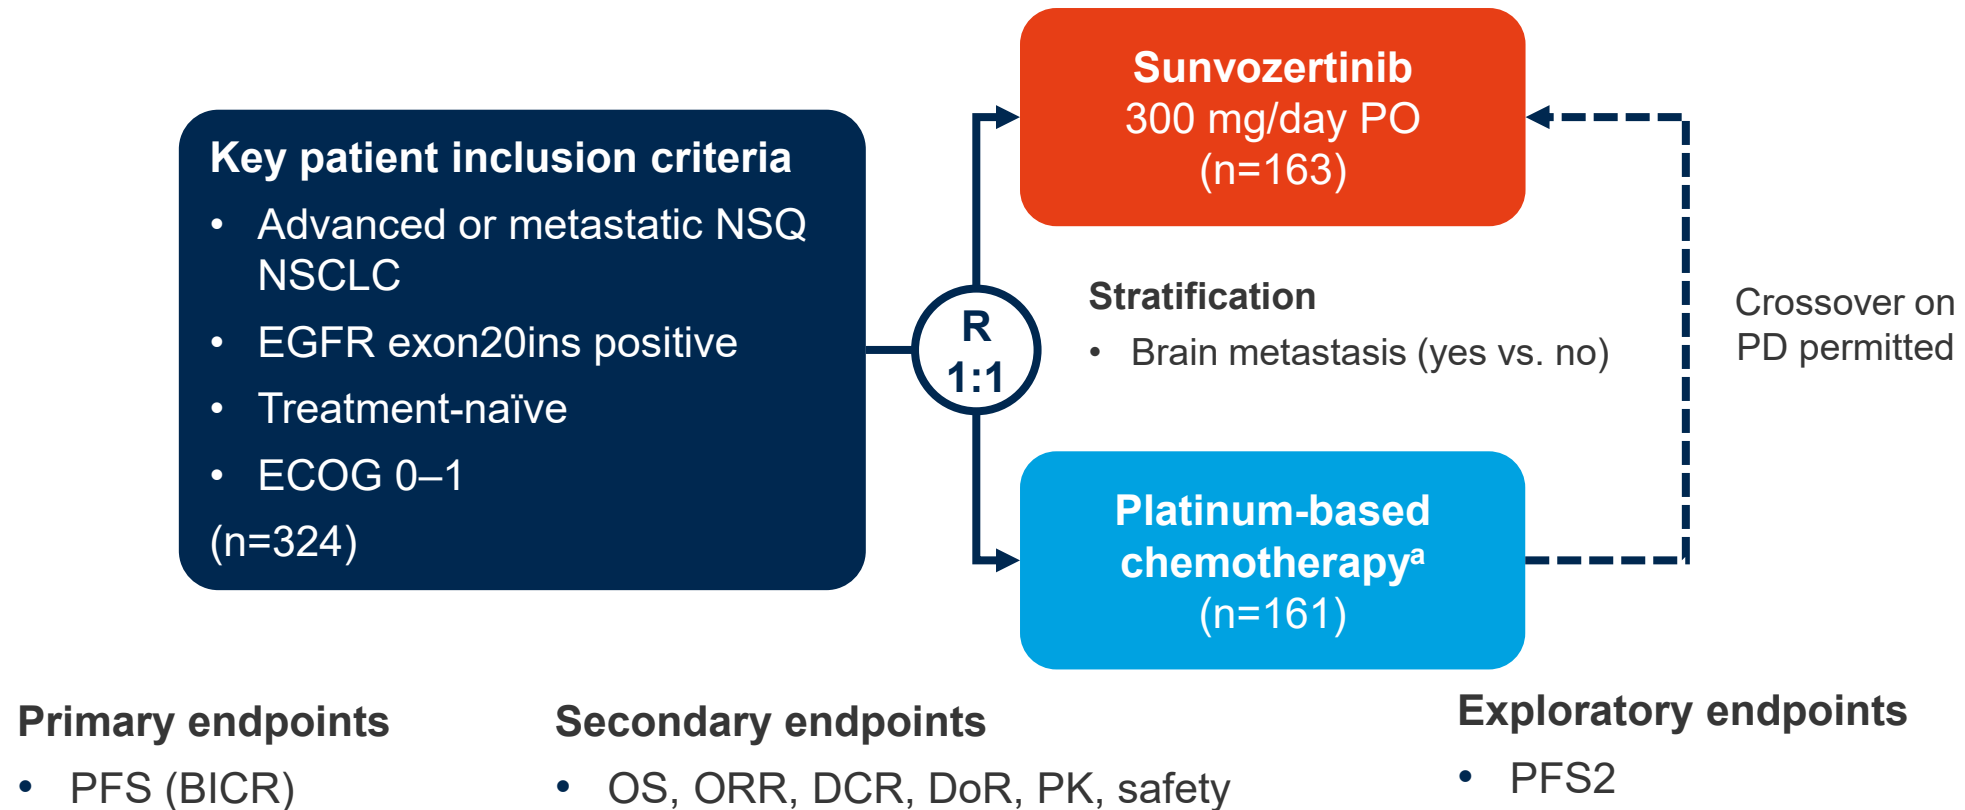 Key patient inclusion criteria
• Advanced or metastatic NSQ
NSCLC
• EGFR exon20ins positive
• Treatment-naïve
• ECOG 0–1
(n=324)
R
1:1
Sunvozertinib
300 mg/day PO
(n=163)
Stratification
• Brain metastasis (yes vs. no)
Platinum-based
chemotherapyᵃ
(n=161)
Crossover on
PD permitted
Primary endpoints
• PFS (BICR)
Secondary endpoints
• OS, ORR, DCR, DoR, PK, safety
Exploratory endpoints
• PFS2